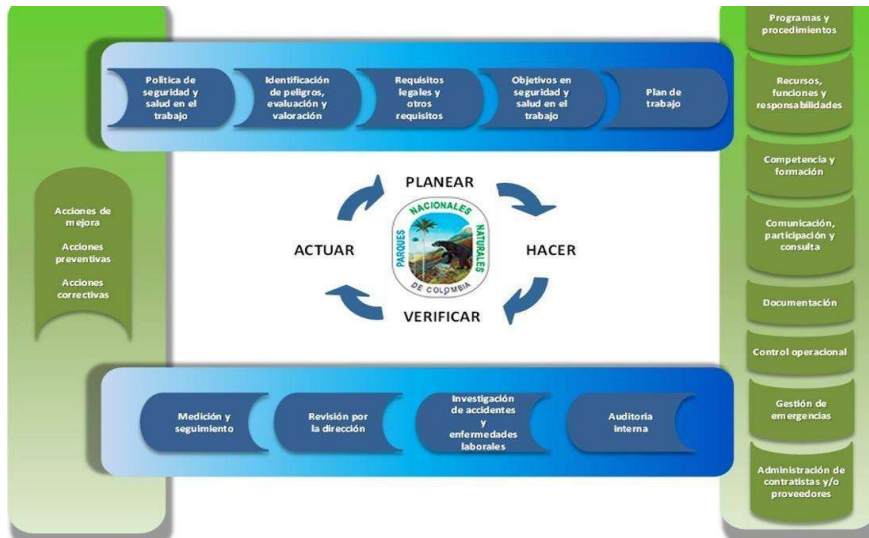 Política de
seguridad y
salud en el
trabajo
Identificación
de peligros,
evaluación y
valoración
Requisitos
legales y
otros
requisitos
Objetivos en
seguridad y
salud en el
trabajo
Plan de
trabajo
Programas y
procedimientos
Recursos,
funciones y
responsabilidades
Competencia y
formación
Comunicación,
participación y
consulta
Documentación
Control operacional
Gestión de
emergencias
Administración de
contratistas y/o
proveedores
PLANEAR
HACER
VERIFICAR
ACTUAR
PARQUES
NACIONALES
NATURALES
DE COLOMBIA
Acciones de
mejora
Acciones
preventivas
Acciones
correctivas
Medición y
seguimiento
Revisión por
la dirección
Investigación
de accidentes
y
enfermedades
laborales
Auditoria
interna